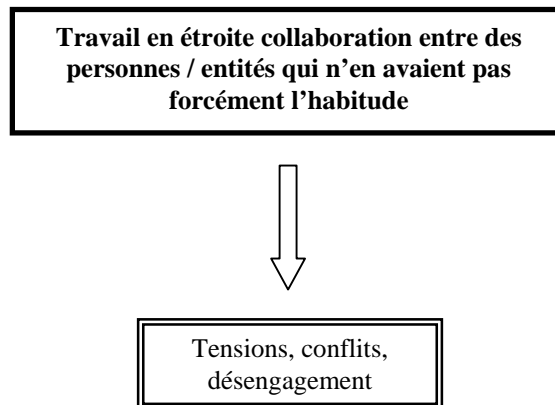 Travail en étroite collaboration entre des
personnes / entités qui n’en avaient pas
forcément l’habitude
Tensions, conflits,
désengagement